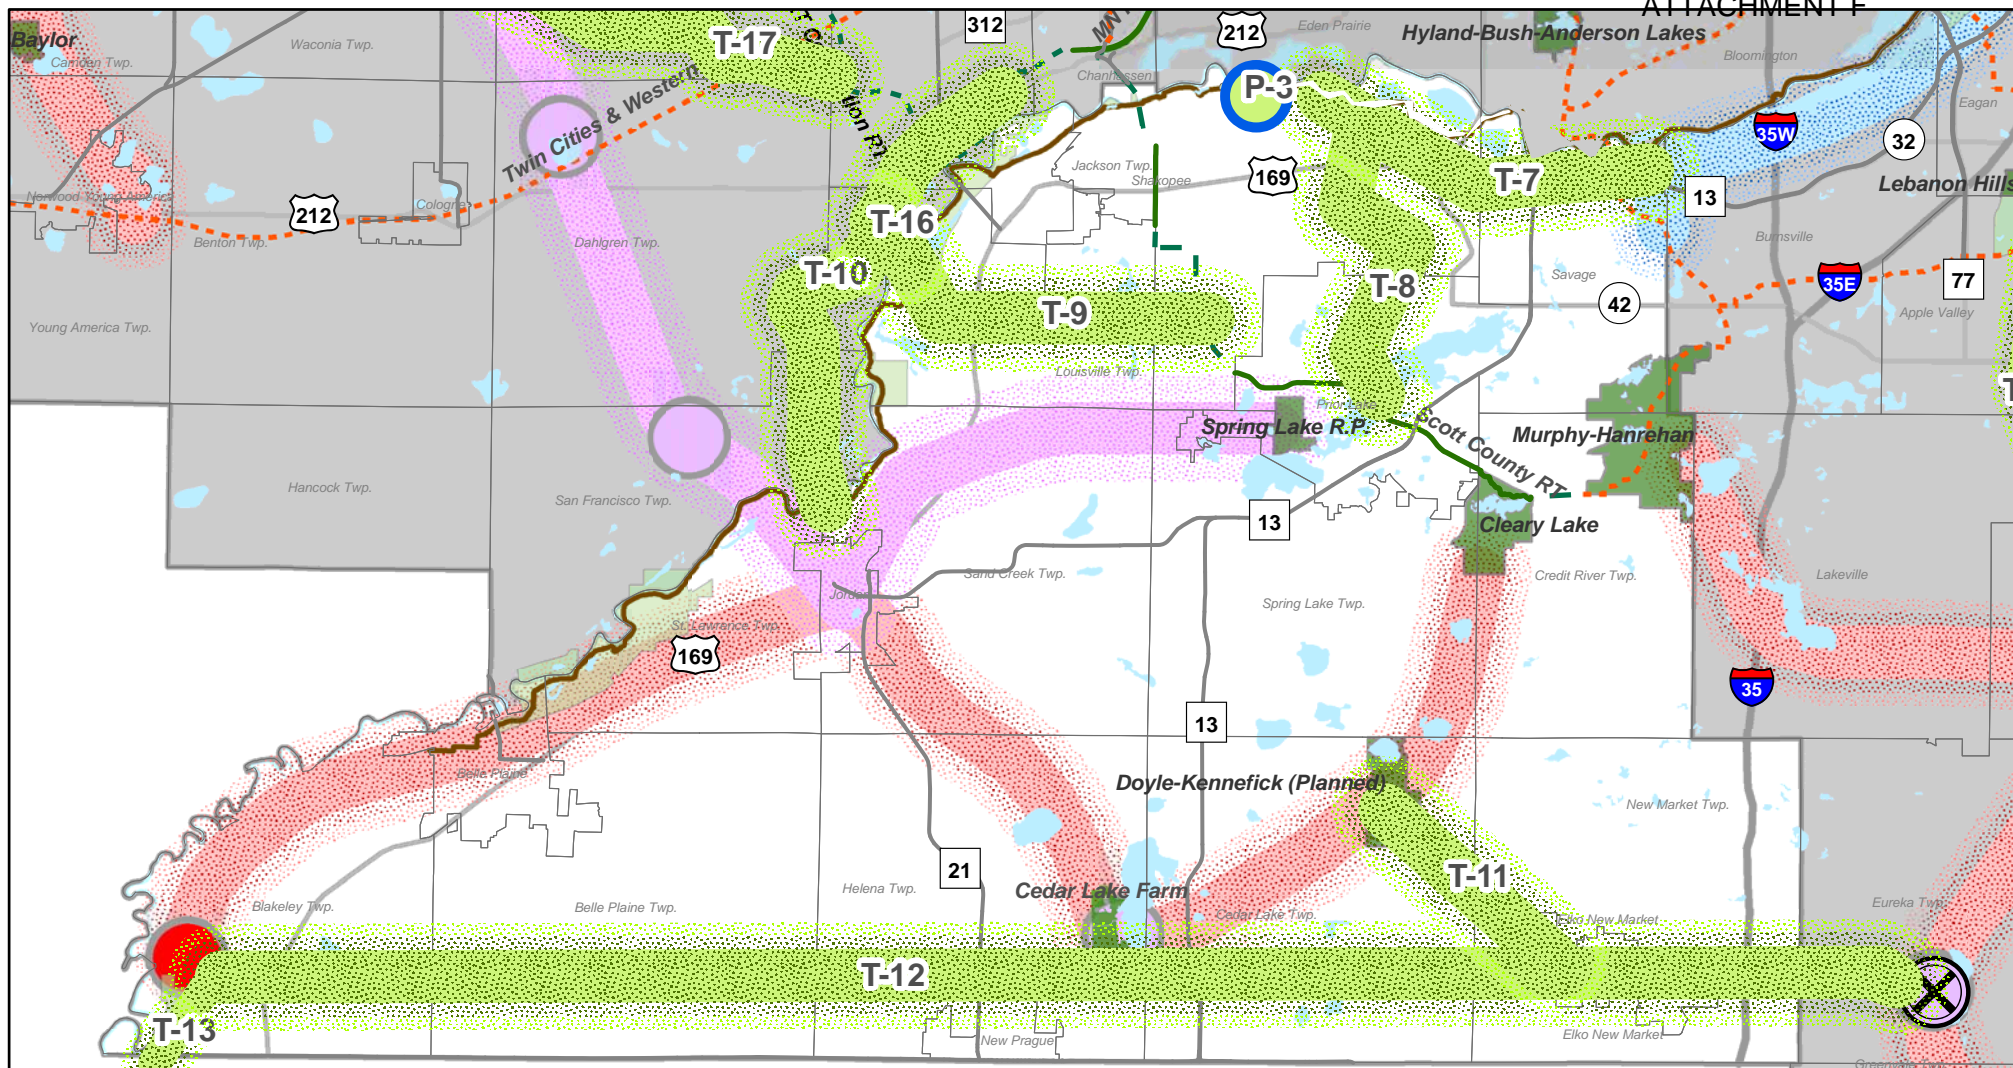 ATTACHMENT F
Baylor
Waconia Twp.
Camden Twp.
T-17
312
MN
212
Eden Prairie
Hyland-Bush-Anderson Lakes
Bloomington
Chanhassen
P-3
Eagan
Twin Cities & Western
35W
32
Jackson Twp.
Shakopee
169
T-7
13
Lebanon Hills
Norwood Young America
Cologne
212
Benton Twp.
Dahlgren Twp.
T-16
T-10
T-8
Burnsville
Savage
35E
77
42
T-9
Apple Valley
Young America Twp.
Louisville Twp.
Prior Lake
Spring Lake R.P.
Scott County RT
Murphy-Hanrehan
Hancock Twp.
San Francisco Twp.
13
Cleary Lake
Sand Creek Twp.
Credit River Twp.
Lakeville
Jordan
Spring Lake Twp.
St. Lawrence Twp.
169
35
13
Belle Plaine
Doyle-Kennefick (Planned)
New Market Twp.
21
T-11
Helena Twp.
Cedar Lake Farm
Blakeley Twp.
Belle Plaine Twp.
Cedar Lake Twp.
Elko New Market
Eureka Twp.
T-12
T-13
New Prague
Elko New Market
Greenvale Twp.